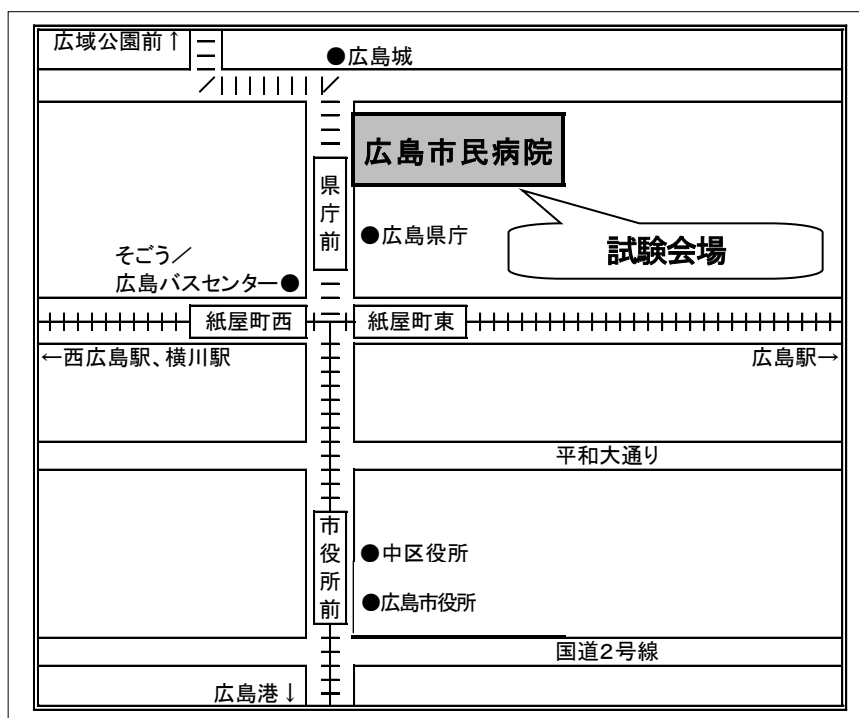 広域公園前↑
●広島城
広島市民病院
県庁前
●広島県庁
試験会場
そごう／
広島バスセンター●
紙屋町西
紙屋町東
←西広島駅、横川駅
広島駅→
平和大通り
市役所前
●中区役所
●広島市役所
国道2号線
広島港↓